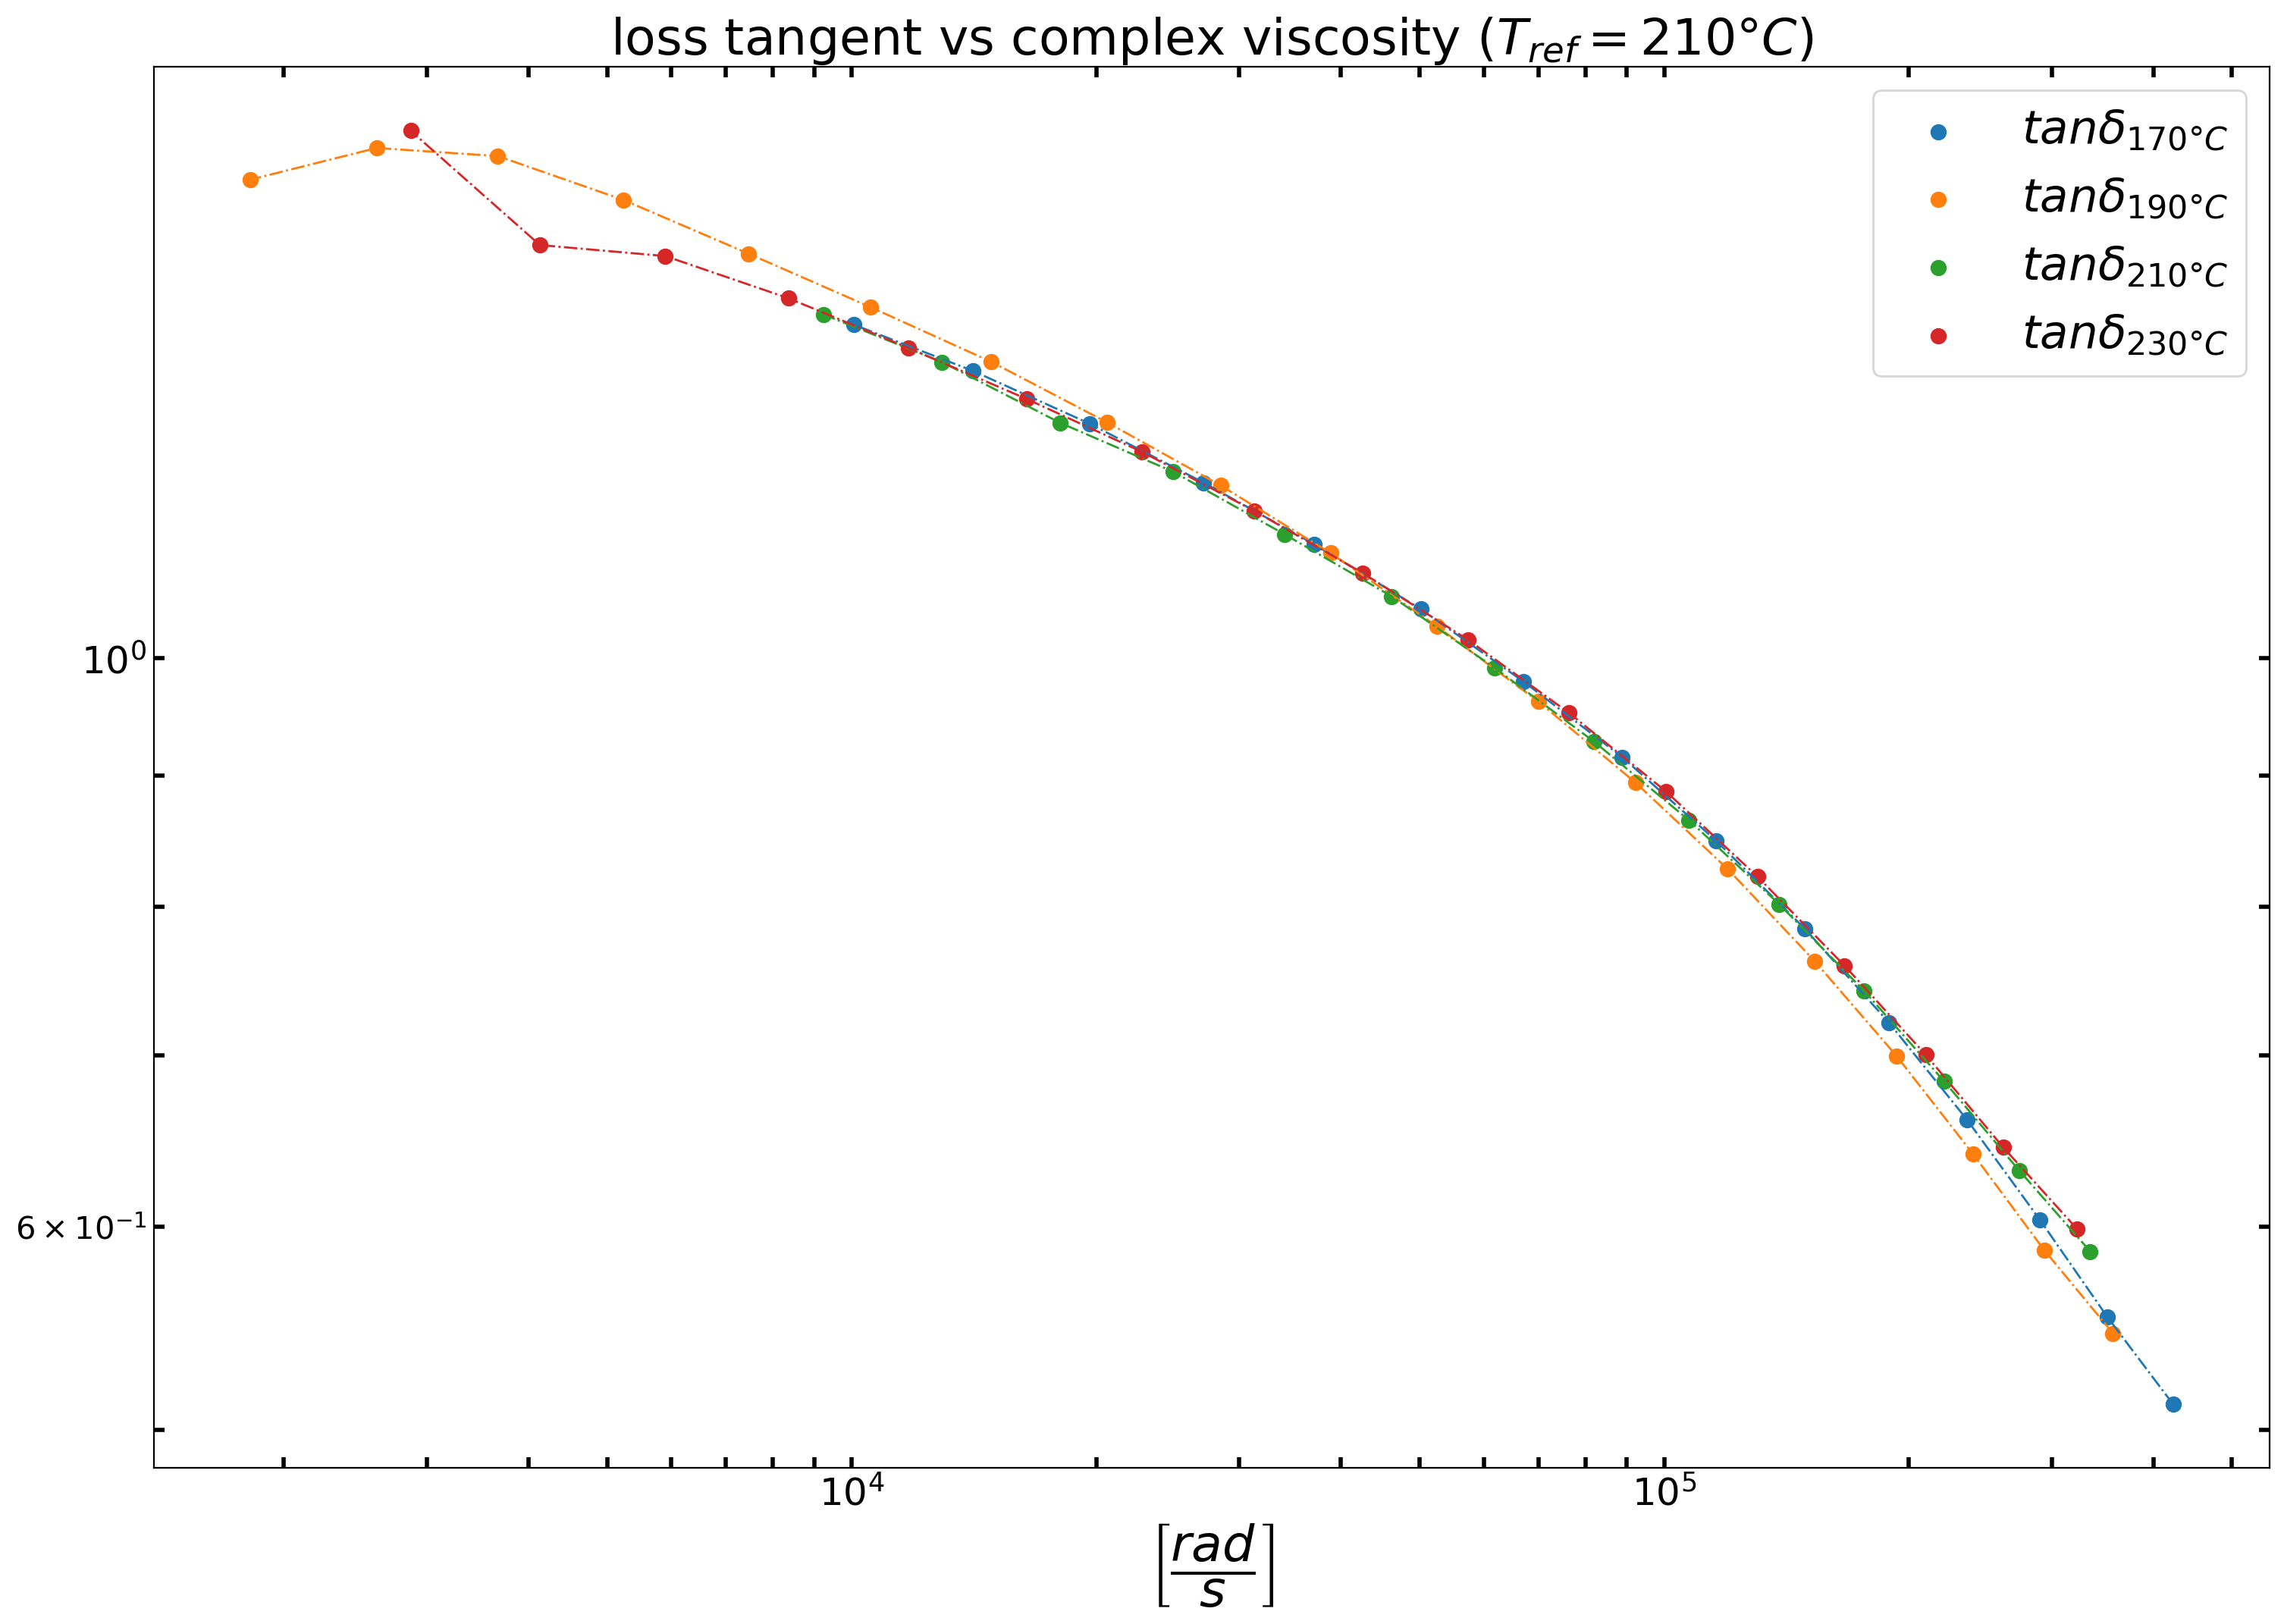 loss tangent vs complex viscosity (T_ref = 210°C)
tanδ_170°C
tanδ_190°C
tanδ_210°C
tanδ_230°C
10^0
6 × 10^−1
10^4 10^5
[rad/s]